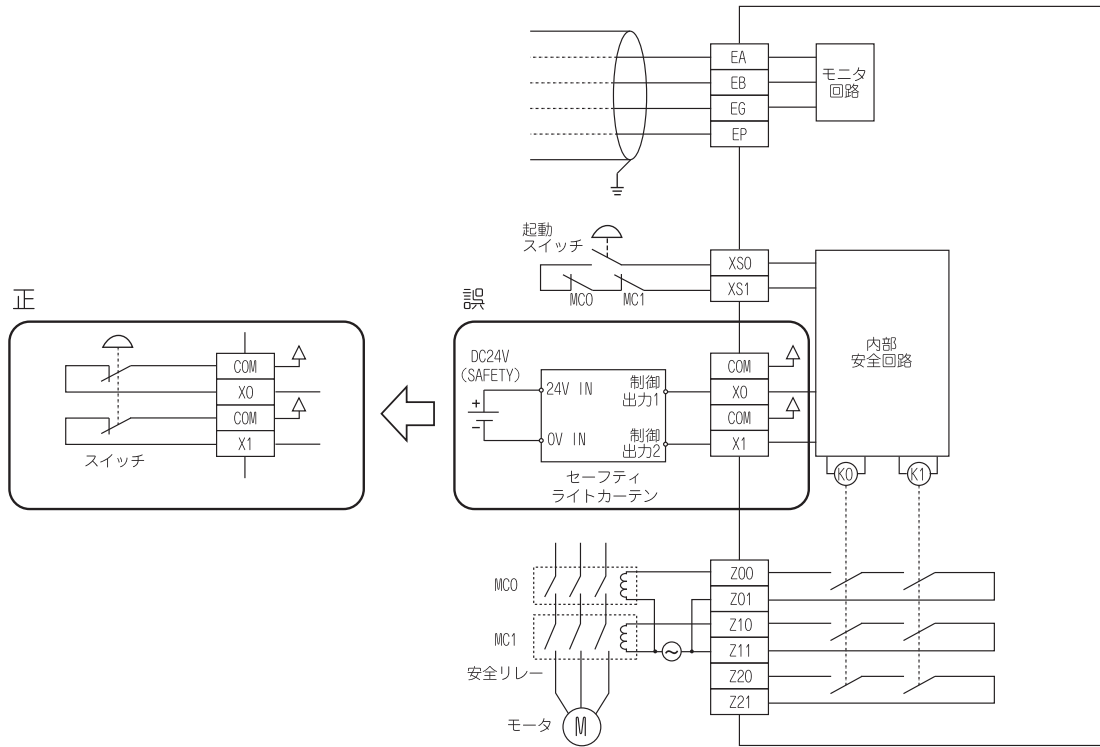 EA
EB
EG
EP
モニタ
回路
起動
スイッチ
MC0
MC1
XS0
XS1
内部
安全回路
K0
K1
正
COM
X0
COM
X1
スイッチ
誤
DC24V
(SAFETY)
+
−
24V IN
0V IN
制御
出力1
制御
出力2
セーフティ
ライトカーテン
COM
X0
COM
X1
MC0
MC1
安全リレー
モータ
M
~
Z00
Z01
Z10
Z11
Z20
Z21